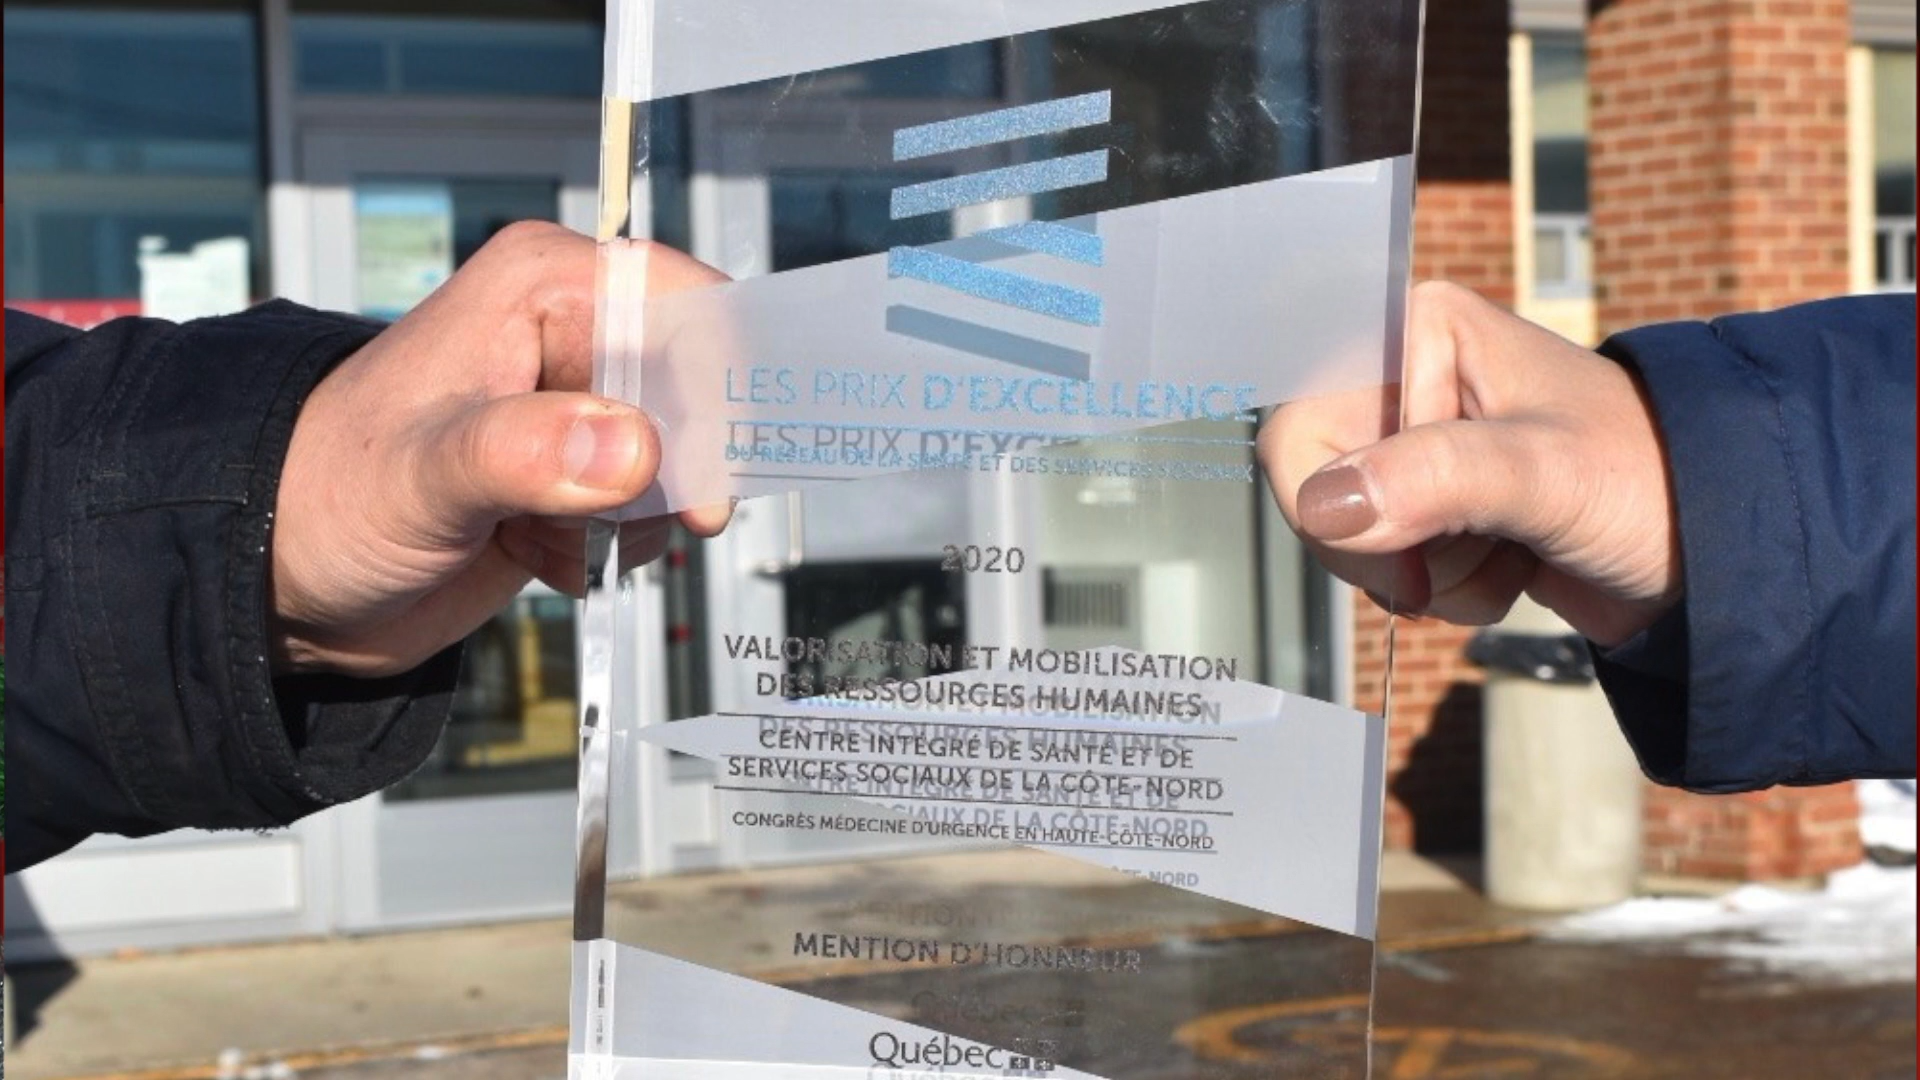 LES PRIX D'EXCELLENCE
DU RÉSEAU DE LA SANTÉ ET DES SERVICES SOCIAUX
2020
VALORISATION ET MOBILISATION
DES RESSOURCES HUMAINES
CENTRE INTÉGRÉ DE SANTÉ ET DE
SERVICES SOCIAUX DE LA CÔTE-NORD
CONGRÈS MÉDECINE D'URGENCE EN HAUTE-CÔTE-NORD
MENTION D'HONNEUR
Québec